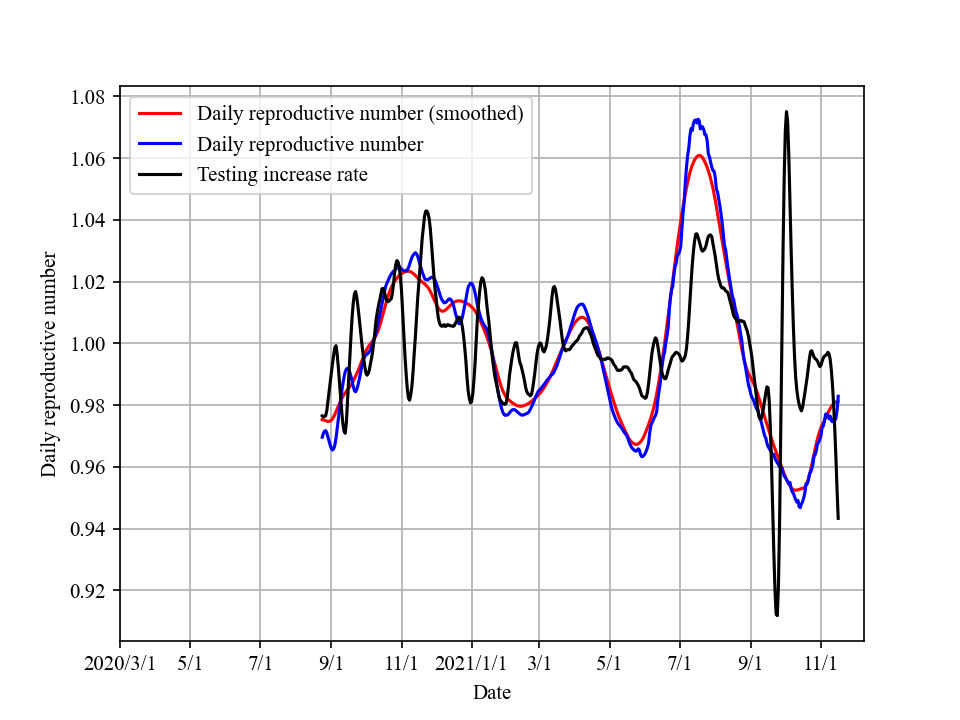 1.08
1.06
1.04
1.02
1.00
0.98
0.96
0.94
0.92
Daily reproductive number
Daily reproductive number (smoothed)
Daily reproductive number
Testing increase rate
2020/3/1 5/1 7/1 9/1 11/1 2021/1/1 3/1 5/1 7/1 9/1 11/1
Date